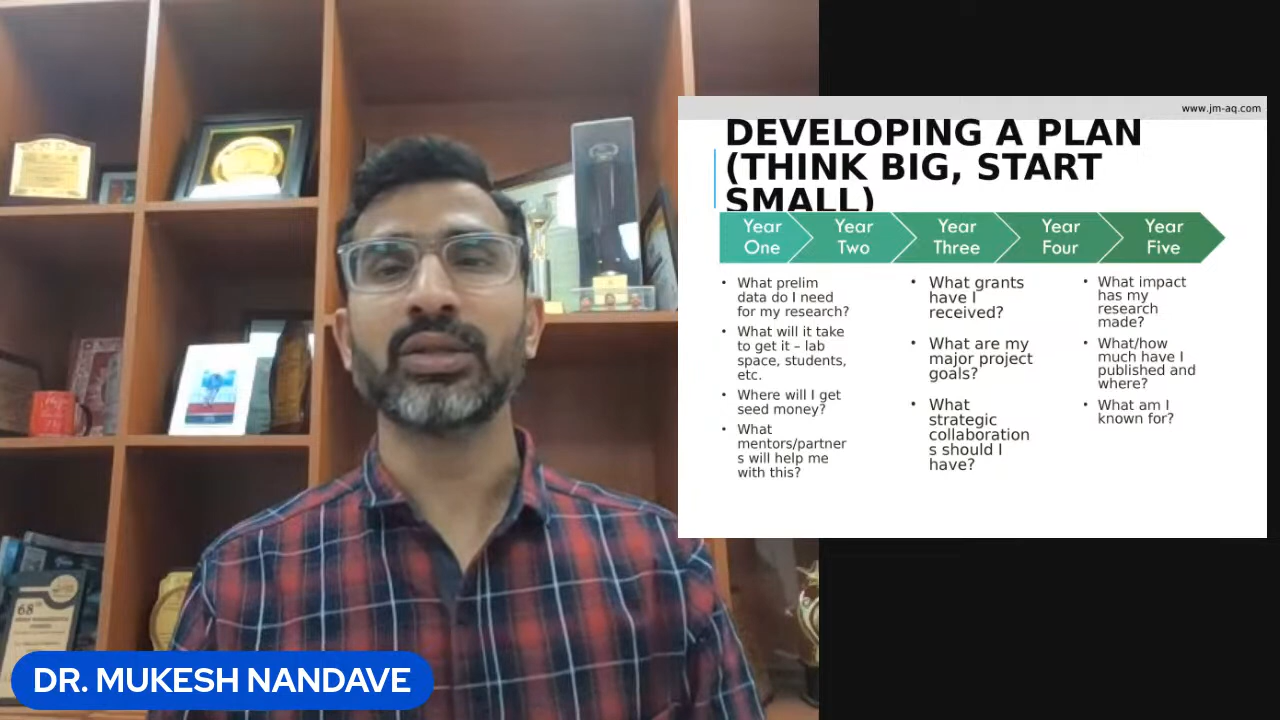 www.jm-aq.com
DEVELOPING A PLAN
(THINK BIG, START
SMALL)
Year
One
Year
Two
Year
Three
Year
Four
Year
Five
• What prelim
data do I need
for my research?
• What will it take
to get it – lab
space, students,
etc.
• Where will I get
seed money?
• What
mentors/partner
s will help me
with this?
• What grants
have I
received?
• What are my
major project
goals?
• What
strategic
collaboration
s should I
have?
• What impact
has my
research
made?
• What/how
much have I
published and
where?
• What am I
known for?
68
DR. MUKESH NANDAVE